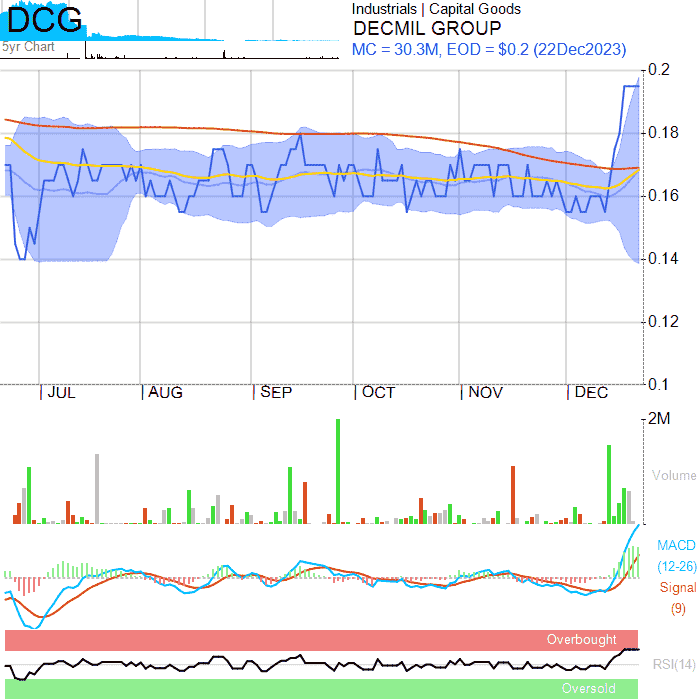 DCG
5yr Chart
Industrials | Capital Goods
DECMIL GROUP
MC = 30.3M, EOD = $0.2 (22Dec2023)
0.2
0.18
0.16
0.14
0.12
0.1
JUL AUG SEP OCT NOV DEC
2M
Volume
MACD
(12-26)
Signal
(9)
Overbought
RSI(14)
Oversold